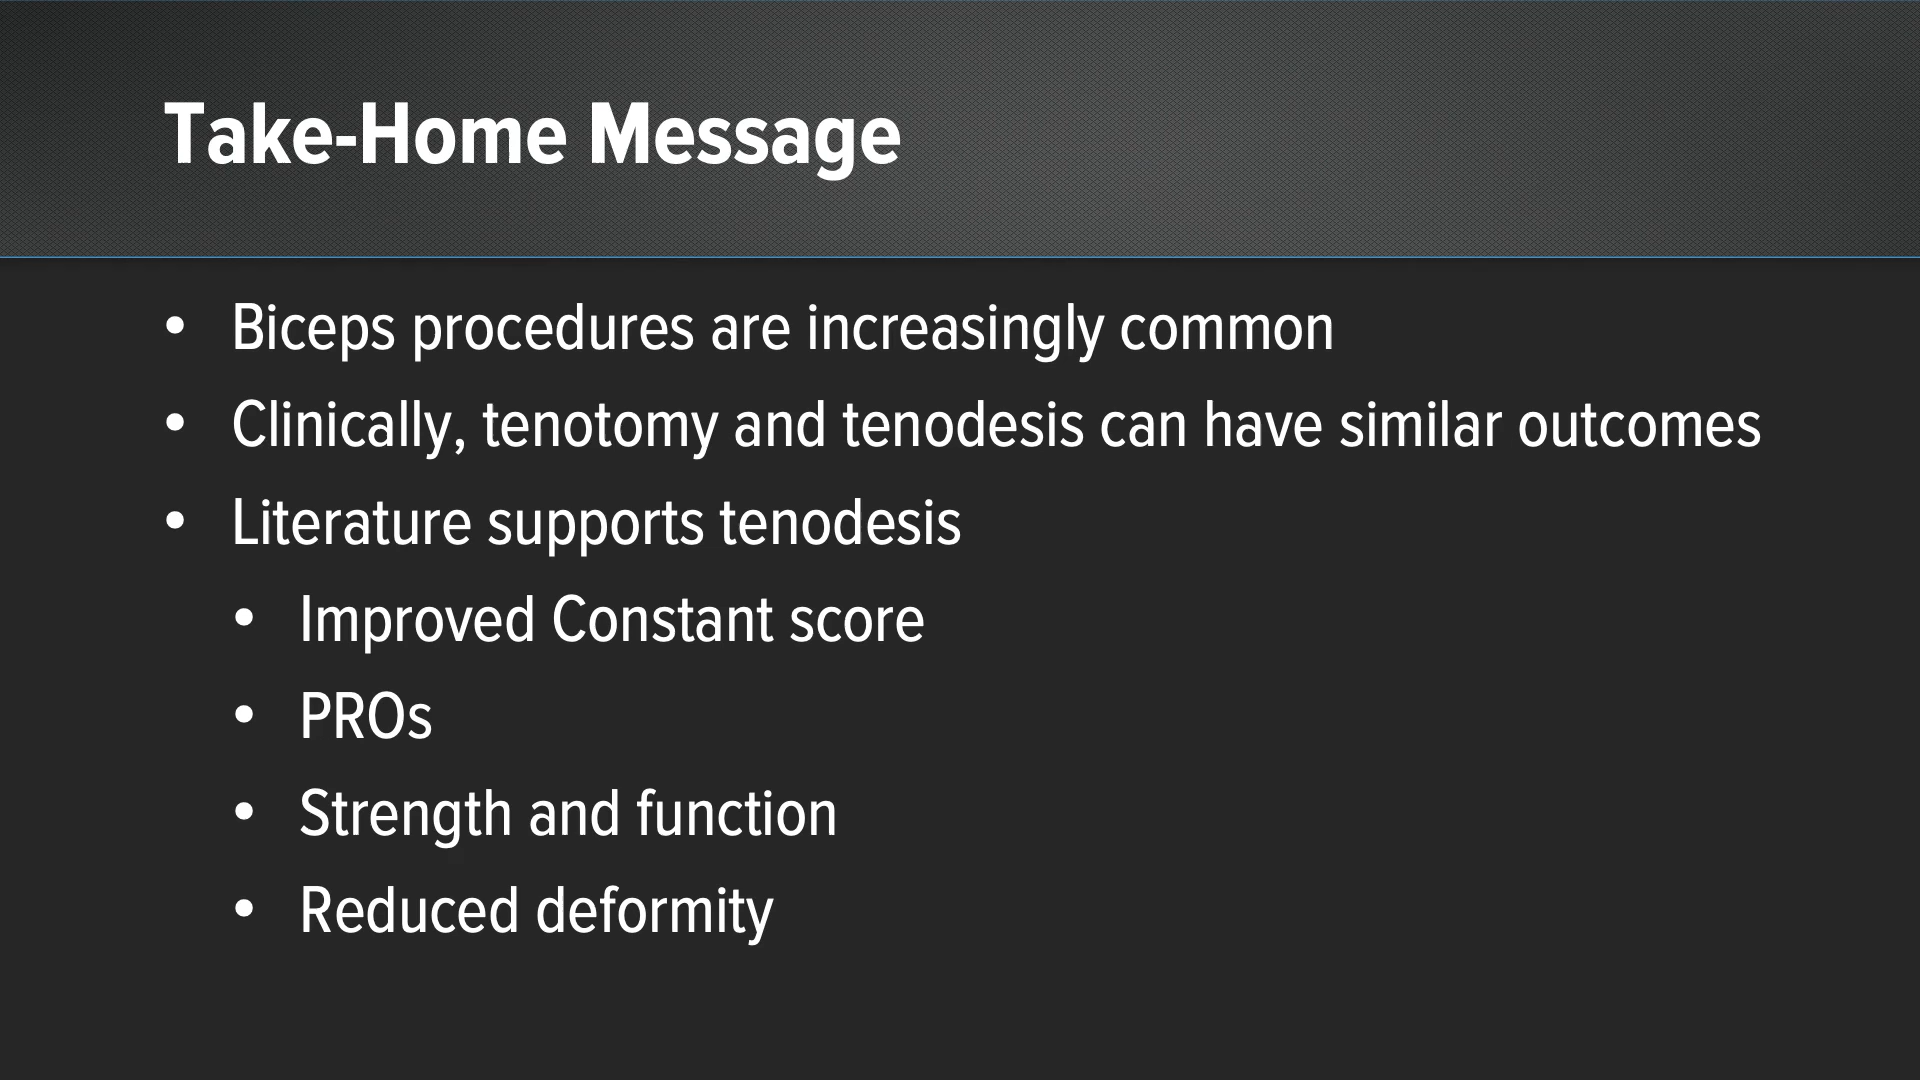 Take-Home Message
• Biceps procedures are increasingly common
• Clinically, tenotomy and tenodesis can have similar outcomes
• Literature supports tenodesis
• Improved Constant score
• PROs
• Strength and function
• Reduced deformity